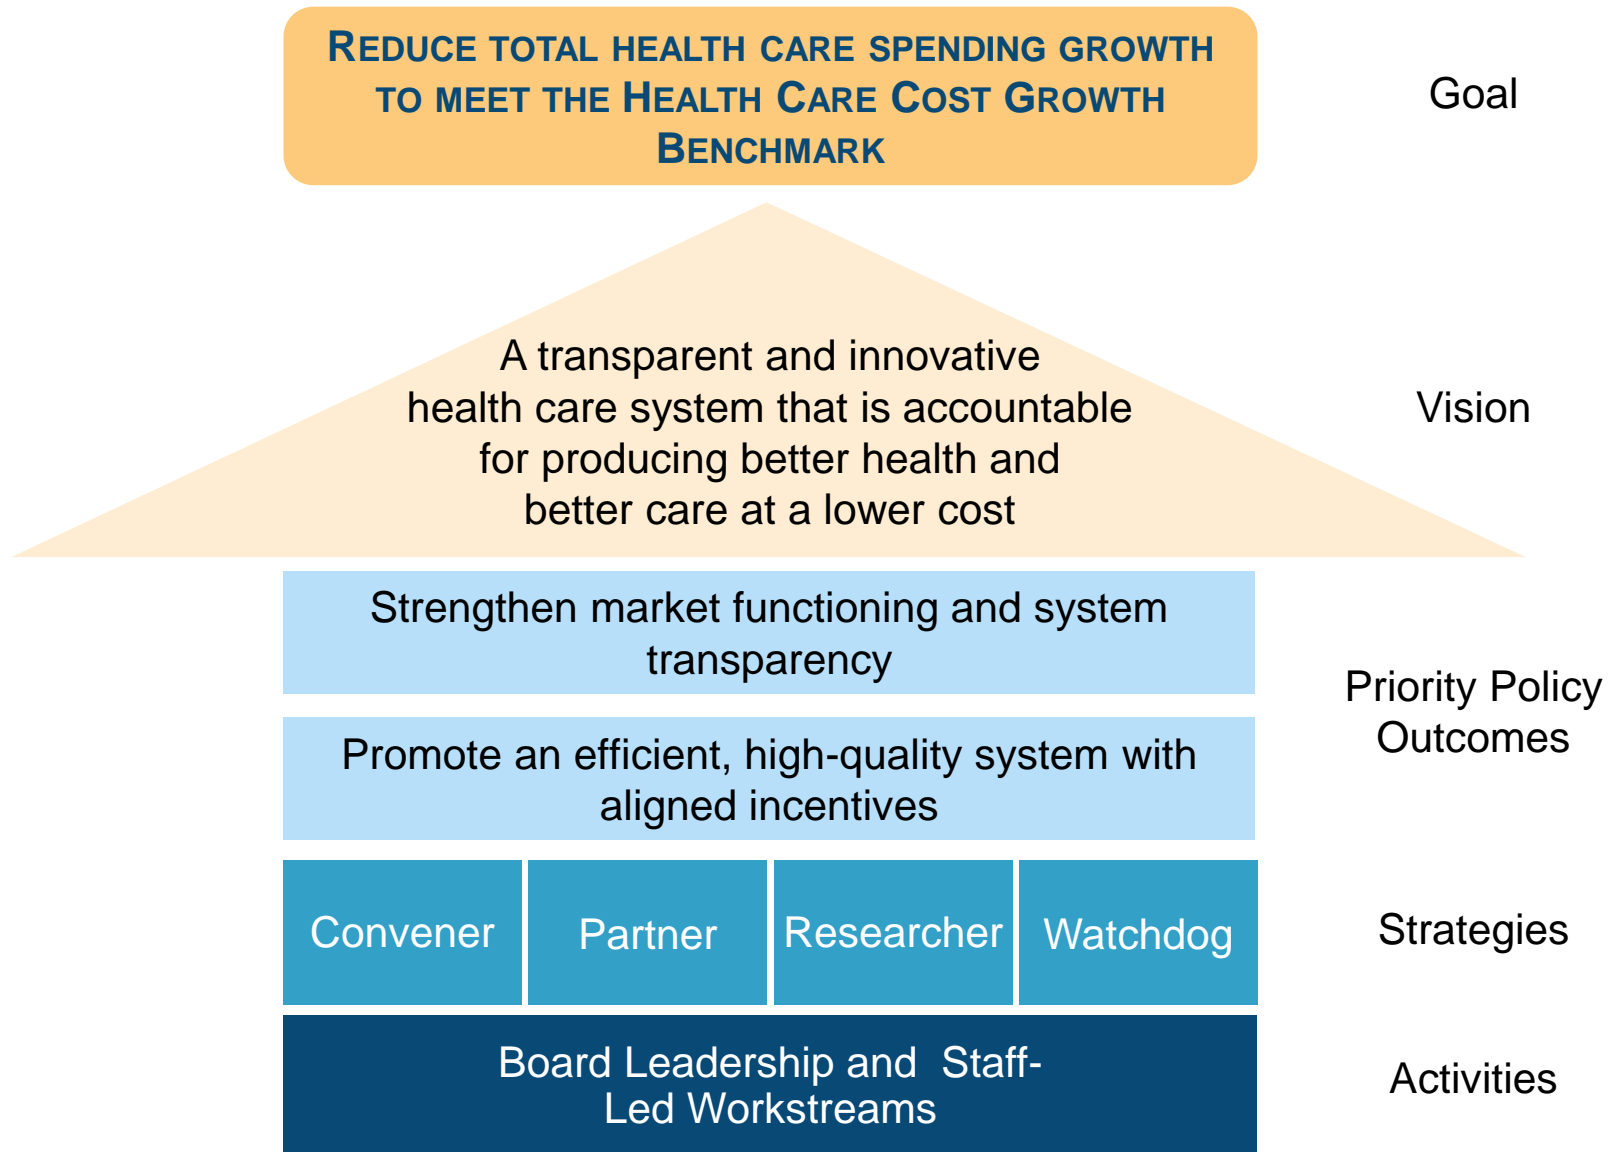 REDUCE TOTAL HEALTH CARE SPENDING GROWTH
TO MEET THE HEALTH CARE COST GROWTH
BENCHMARK
Goal
A transparent and innovative
health care system that is accountable
for producing better health and
better care at a lower cost
Vision
Strengthen market functioning and system
transparency
Promote an efficient, high-quality system with
aligned incentives
Priority Policy
Outcomes
Convener
Partner
Researcher
Watchdog
Strategies
Board Leadership and  Staff-
Led Workstreams
Activities